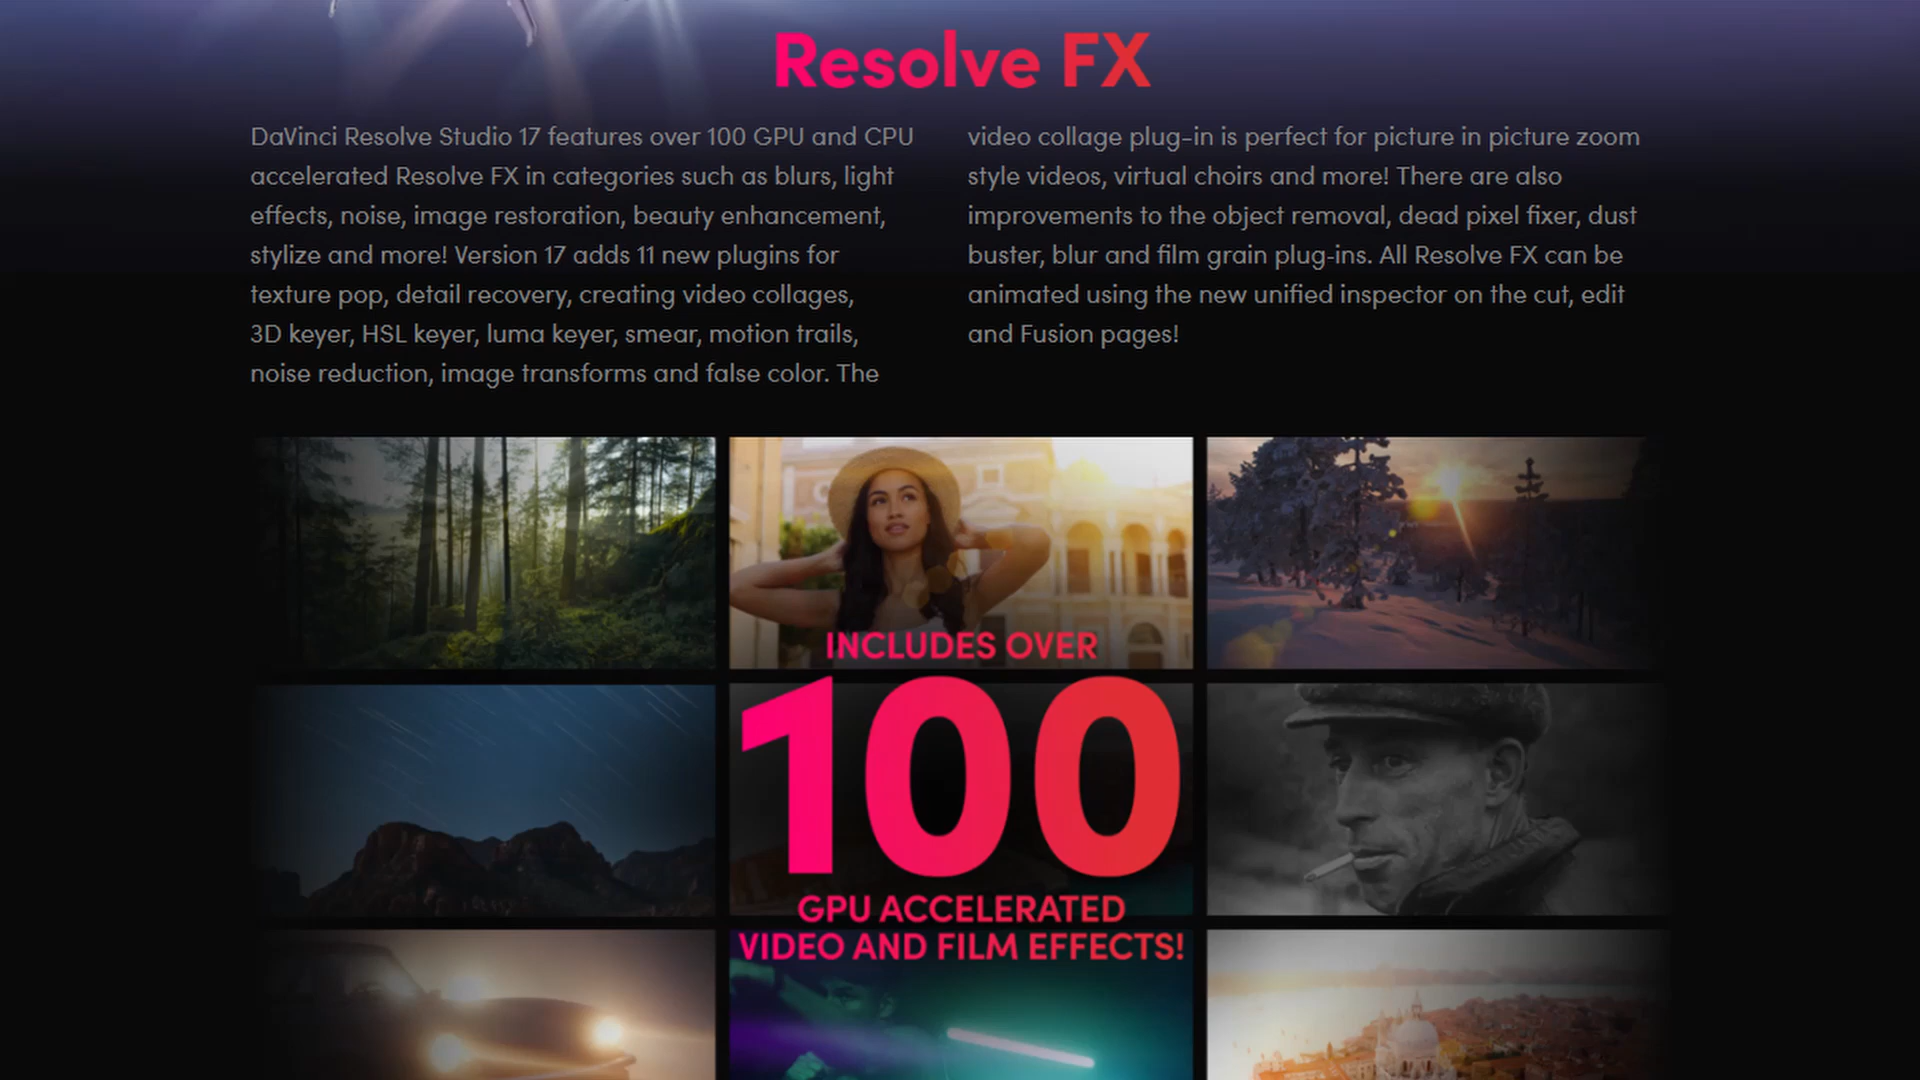 Resolve FX
DaVinci Resolve Studio 17 features over 100 GPU and CPU
accelerated Resolve FX in categories such as blurs, light
effects, noise, image restoration, beauty enhancement,
stylize and more! Version 17 adds 11 new plugins for
texture pop, detail recovery, creating video collages,
3D keyer, HSL keyer, luma keyer, smear, motion trails,
noise reduction, image transforms and false color. The
video collage plug-in is perfect for picture in picture zoom
style videos, virtual choirs and more! There are also
improvements to the object removal, dead pixel fixer, dust
buster, blur and film grain plug-ins. All Resolve FX can be
animated using the new unified inspector on the cut, edit
and Fusion pages!
INCLUDES OVER
100
GPU ACCELERATED
VIDEO AND FILM EFFECTS!